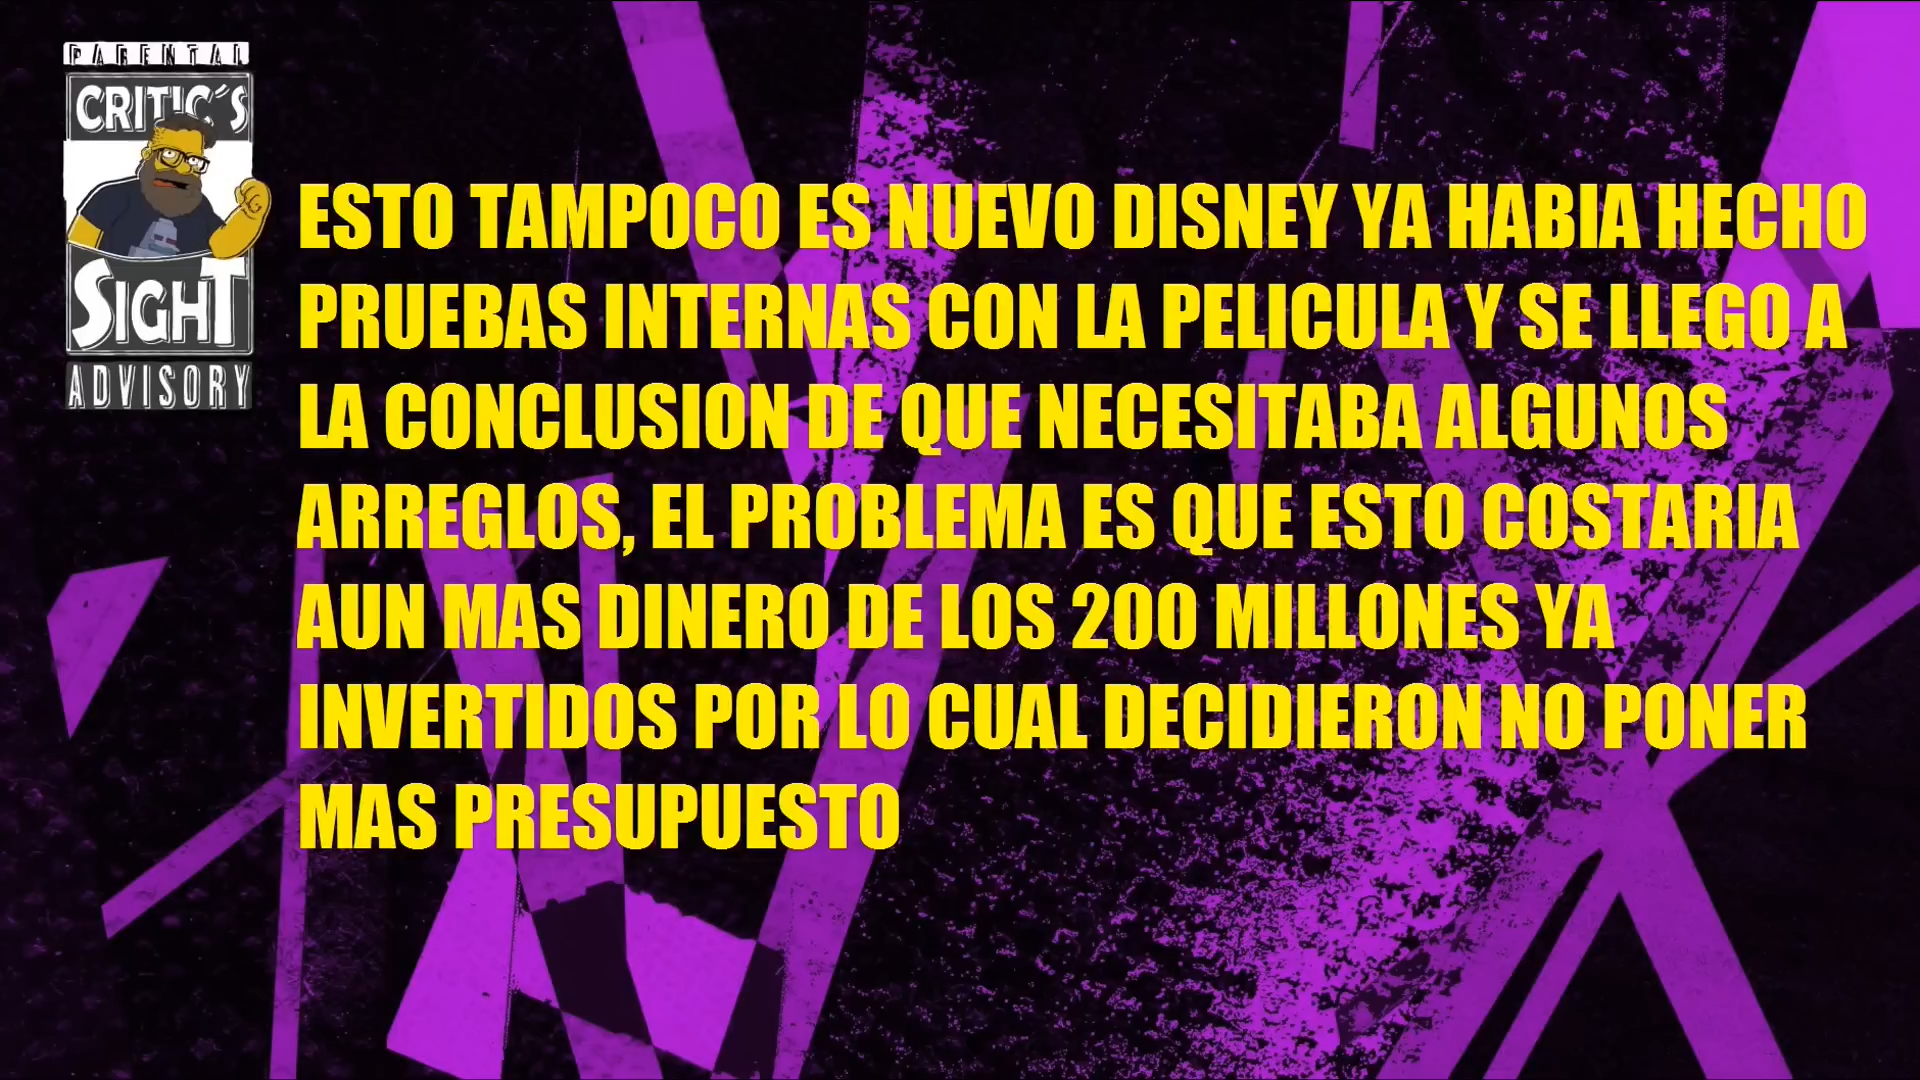 PARENTAL
CRITIC´S
SIGHT
ADVISORY
ESTO TAMPOCO ES NUEVO DISNEY YA HABIA HECHO
PRUEBAS INTERNAS CON LA PELICULA Y SE LLEGO A
LA CONCLUSION DE QUE NECESITABA ALGUNOS
ARREGLOS, EL PROBLEMA ES QUE ESTO COSTARIA
AUN MAS DINERO DE LOS 200 MILLONES YA
INVERTIDOS POR LO CUAL DECIDIERON NO PONER
MAS PRESUPUESTO